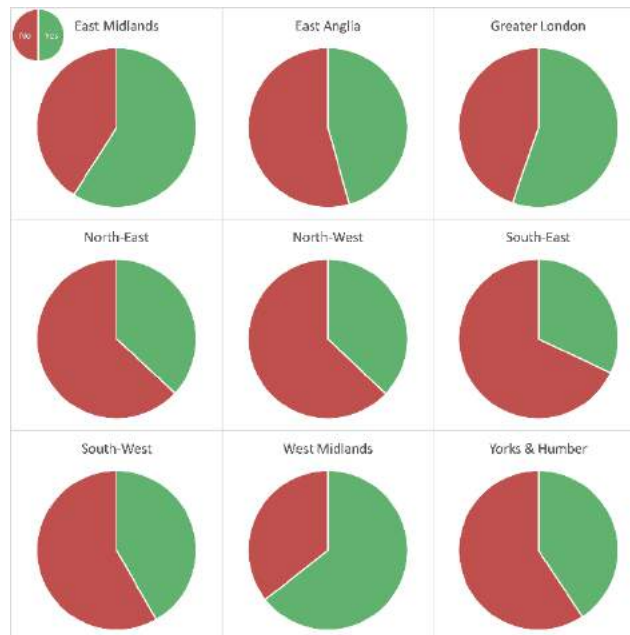 No Yes
East Midlands
East Anglia
Greater London
North-East
North-West
South-East
South-West
West Midlands
Yorks & Humber